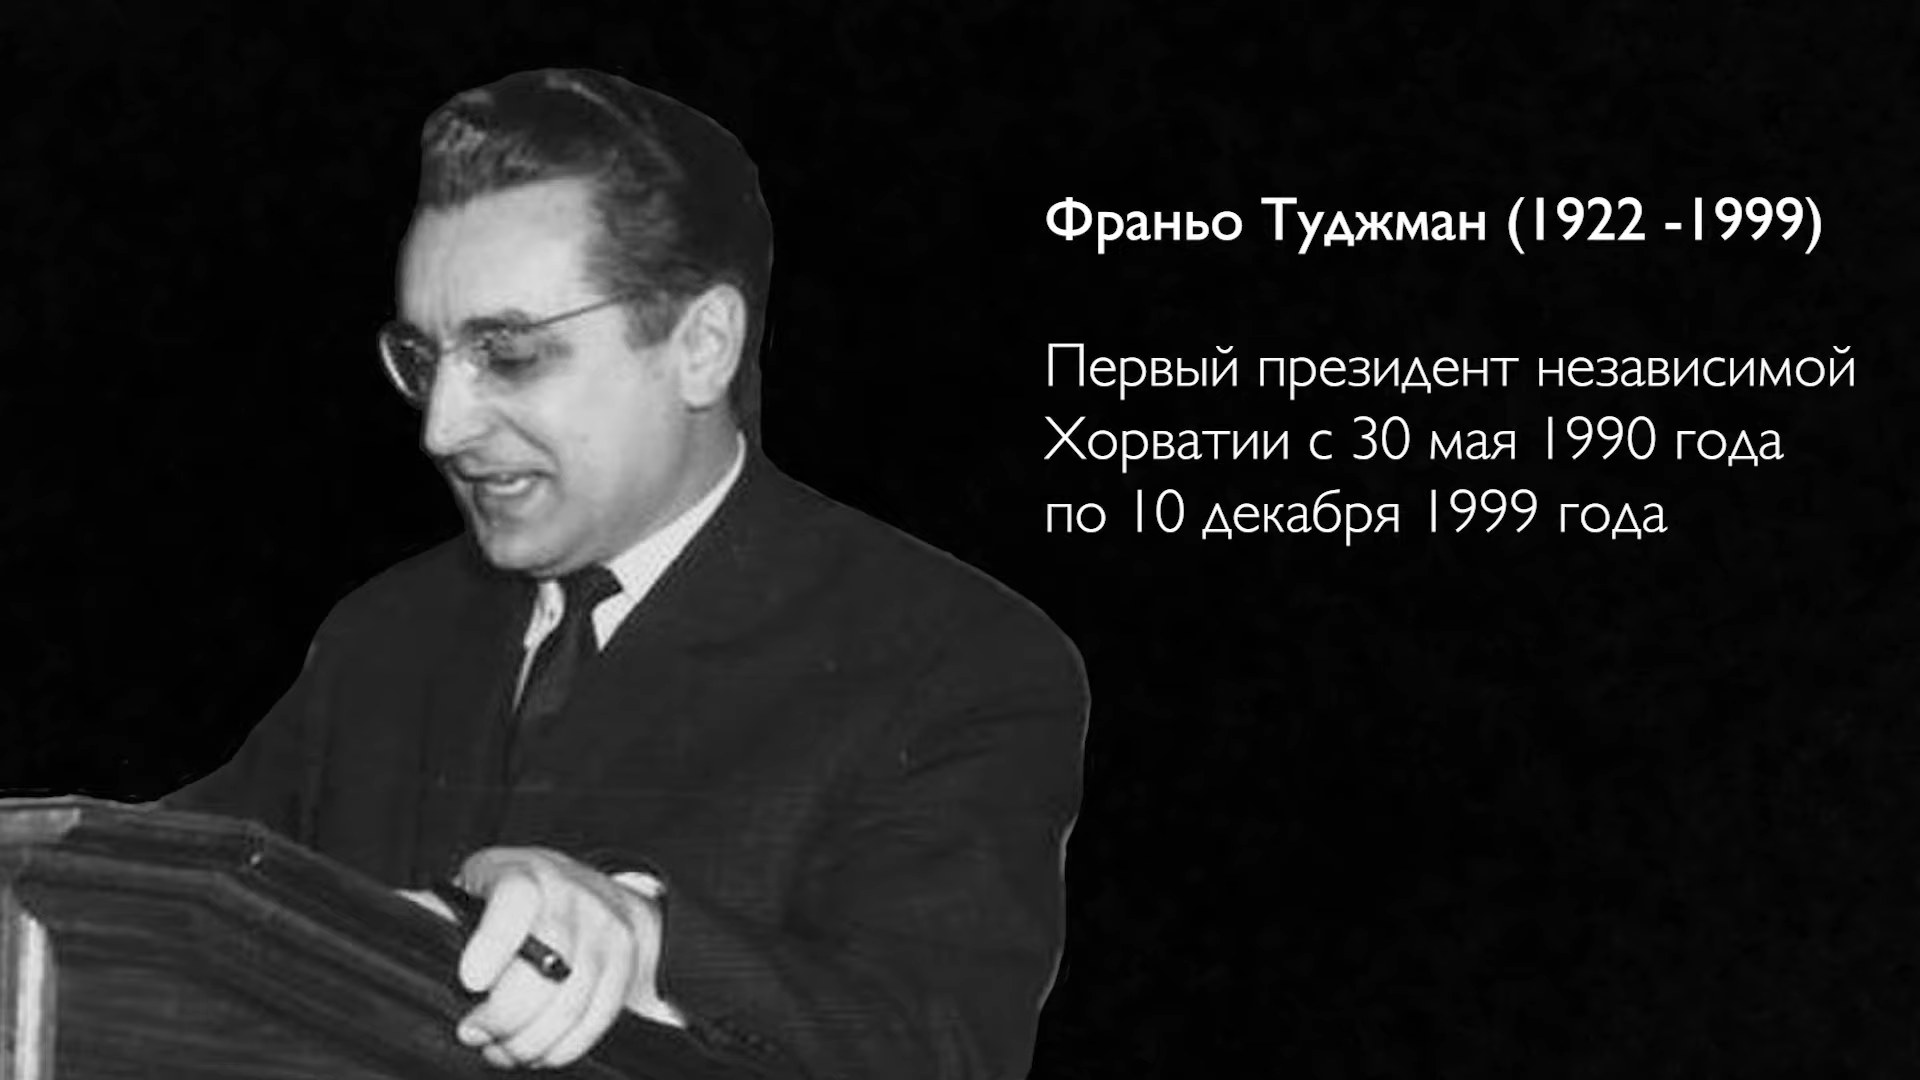 Франьо Туджман (1922 -1999)
Первый президент независимой
Хорватии с 30 мая 1990 года
по 10 декабря 1999 года